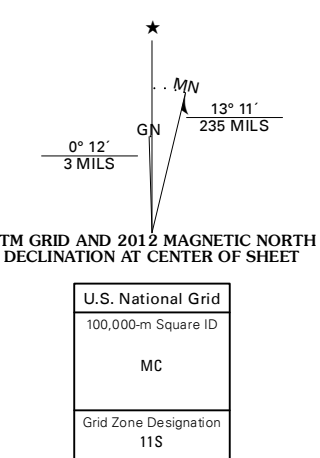 ★
MN
GN
13° 11´
235 MILS
0° 12´
3 MILS
TM GRID AND 2012 MAGNETIC NORTH
DECLINATION AT CENTER OF SHEET
U.S. National Grid
100,000-m Square ID
MC
Grid Zone Designation
11S